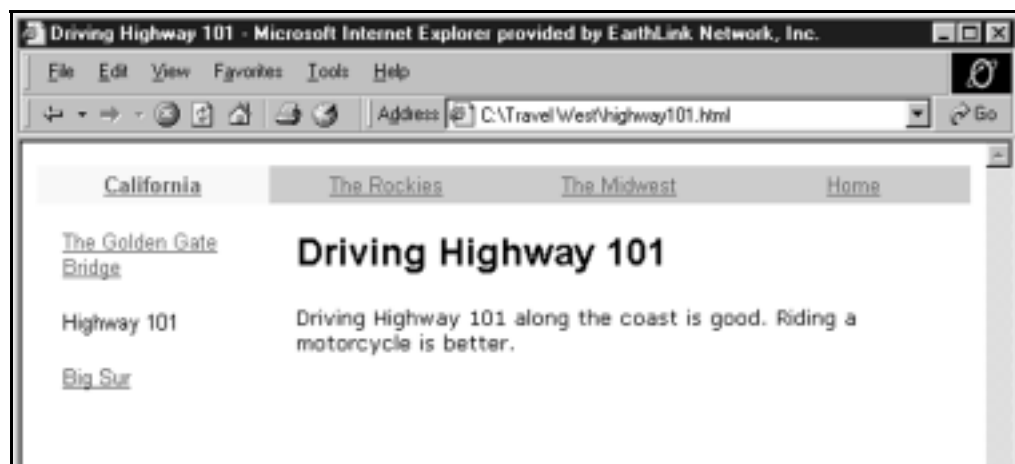 Driving Highway 101 - Microsoft Internet Explorer provided by EarthLink Network, Inc.
File Edit View Favorites Tools Help
Address C:\Travel West\highway101.html Go
California The Rockies The Midwest Home
The Golden Gate
Bridge
Highway 101
Big Sur
Driving Highway 101
Driving Highway 101 along the coast is good. Riding a
motorcycle is better.